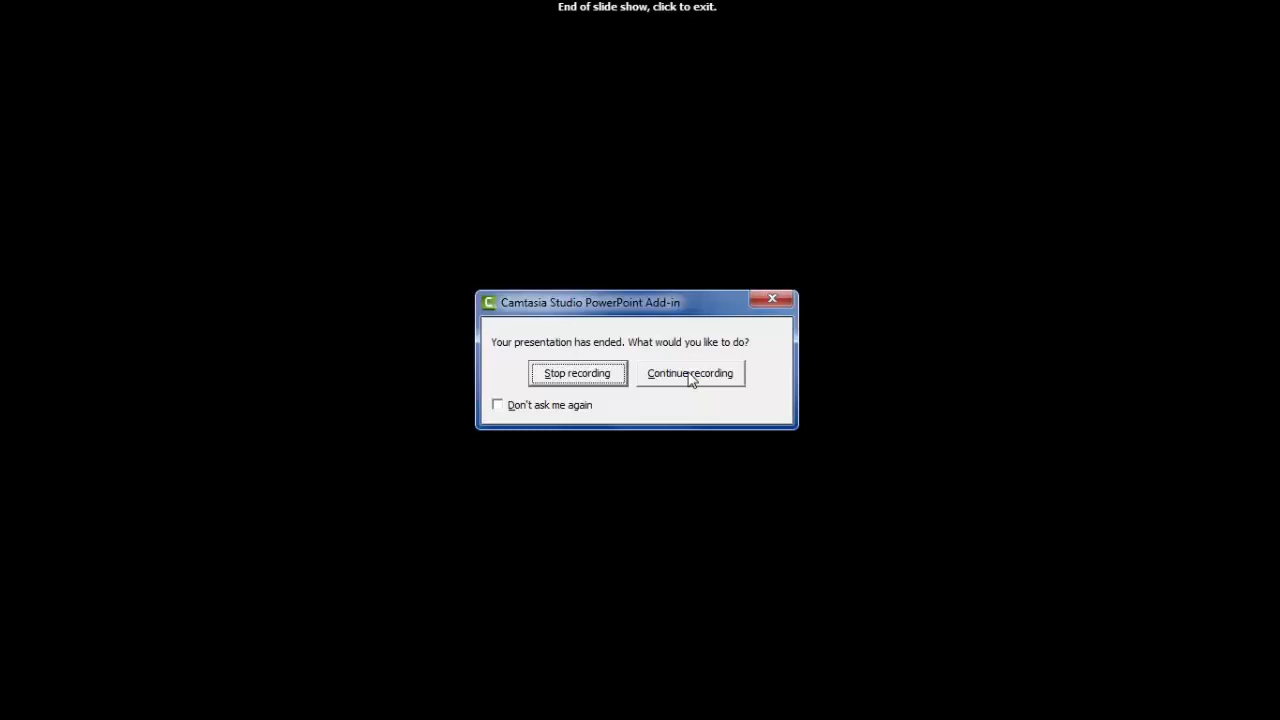 End of slide show, click to exit.
Camtasia Studio PowerPoint Add-in
Your presentation has ended. What would you like to do?
Stop recording
Continue recording
Don't ask me again